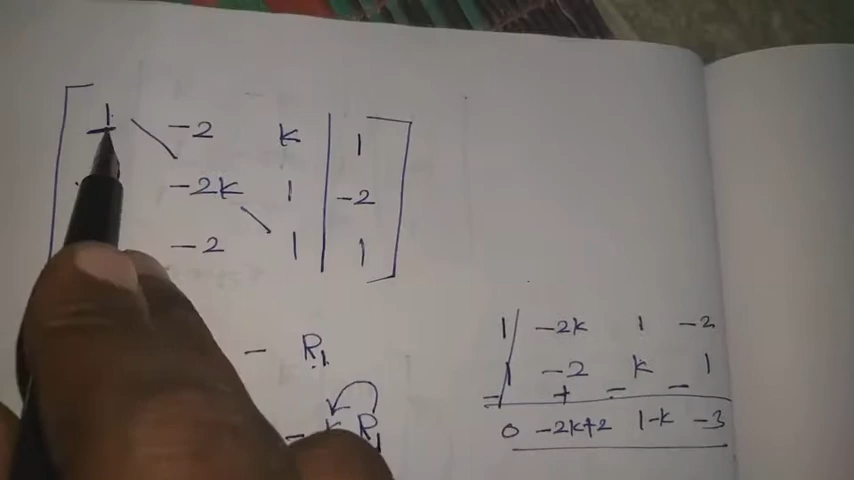 1 -2 k 1
-2k 1 -2
-2 1 1
- R1
- k R1
1 -2k 1 -2
1 -2 k 1
- + - -
0 -2k+2 1-k -3